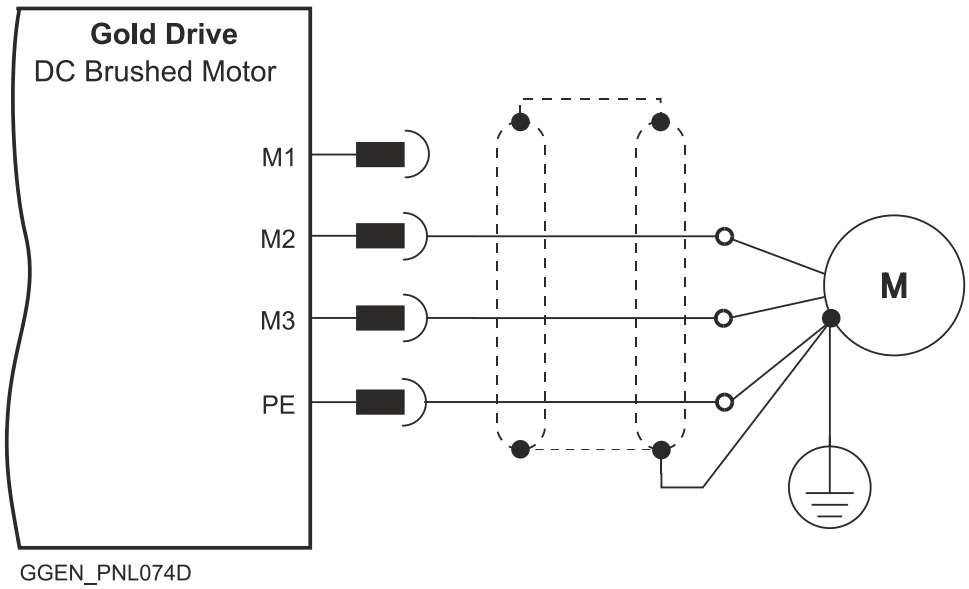 Gold Drive
DC Brushed Motor
M1
M2
M3
PE
M
GGEN_PNL074D